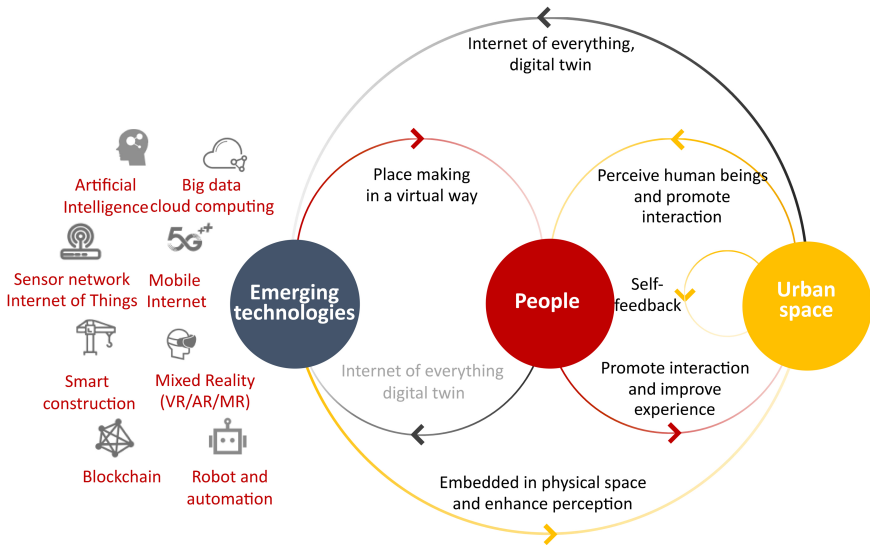 Internet of everything,
digital twin
Place making
in a virtual way
Perceive human beings
and promote
interaction
Artificial
Intelligence
Big data
cloud computing
5G++
Sensor network
Internet of Things
Mobile
Internet
Emerging
technologies
People
Self-
feedback
Urban
space
Smart
construction
Mixed Reality
(VR/AR/MR)
Internet of everything
digital twin
Promote interaction
and improve
experience
Blockchain
Robot and
automation
Embedded in physical space
and enhance perception